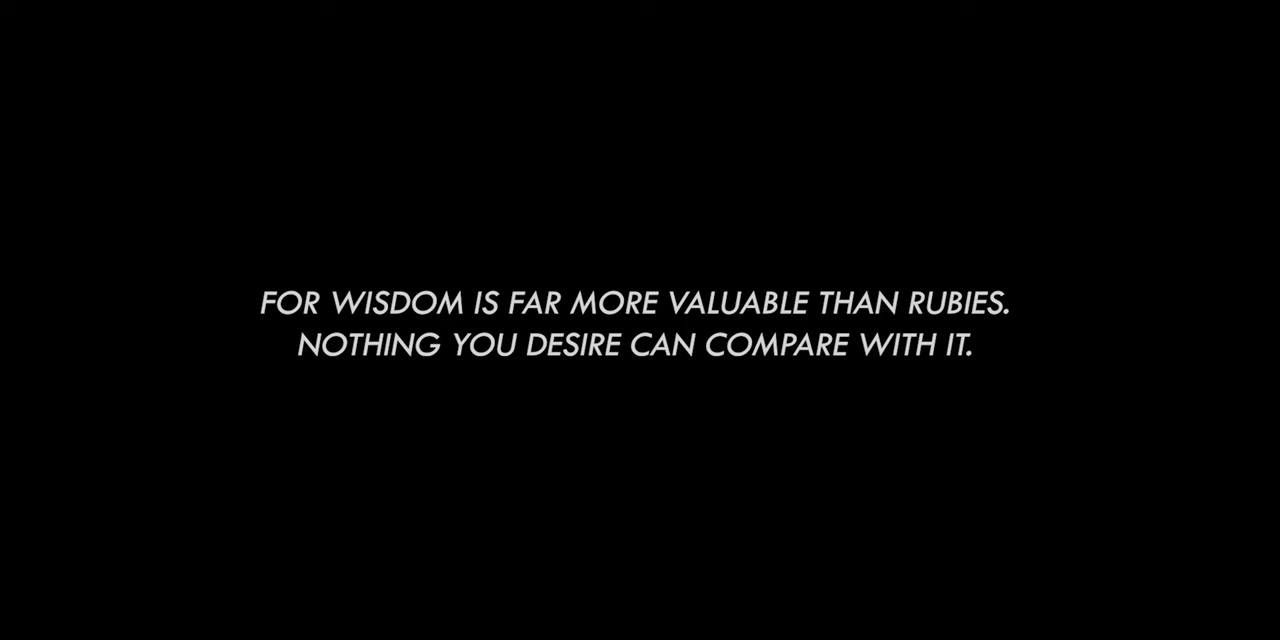 FOR WISDOM IS FAR MORE VALUABLE THAN RUBIES.
NOTHING YOU DESIRE CAN COMPARE WITH IT.